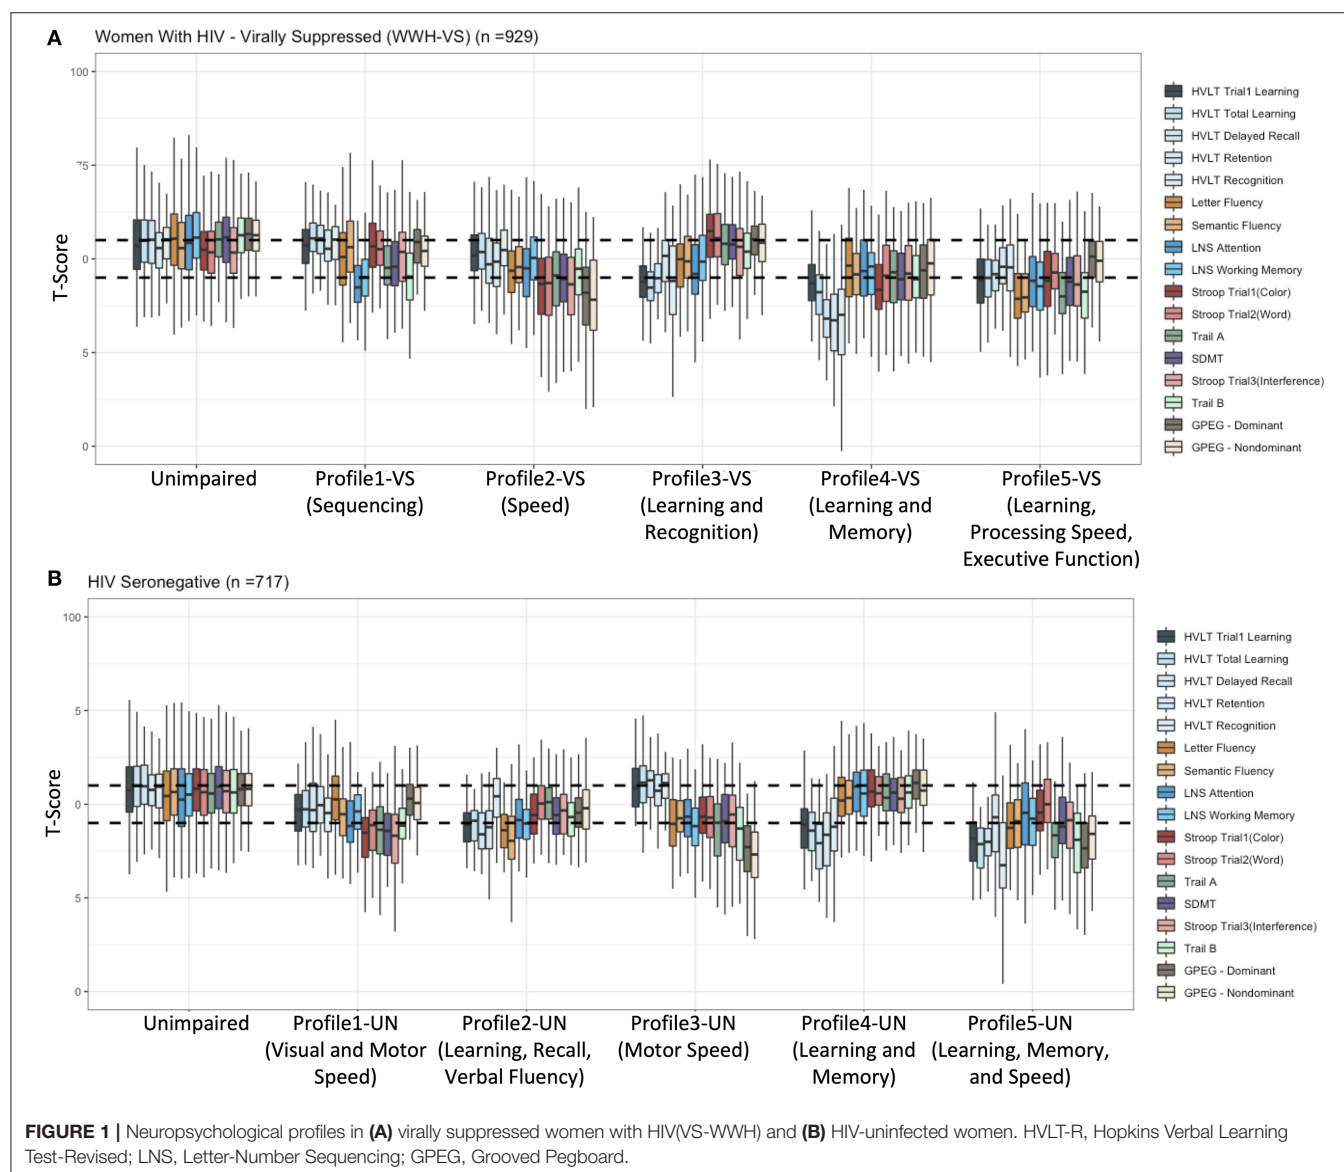 A
Women With HIV - Virally Suppressed (WWH-VS) (n =929)
100
75
0
5
0
T-Score
HVLT Trial1 Learning
HVLT Total Learning
HVLT Delayed Recall
HVLT Retention
HVLT Recognition
Letter Fluency
Semantic Fluency
LNS Attention
LNS Working Memory
Stroop Trial1(Color)
Stroop Trial2(Word)
Trail A
SDMT
Stroop Trial3(Interference)
Trail B
GPEG - Dominant
GPEG - Nondominant
Unimpaired
Profile1-VS
(Sequencing)
Profile2-VS
(Speed)
Profile3-VS
(Learning and
Recognition)
Profile4-VS
(Learning and
Memory)
Profile5-VS
(Learning,
Processing Speed,
Executive Function)
B
HIV Seronegative (n =717)
100
5
0
5
0
T-Score
HVLT Trial1 Learning
HVLT Total Learning
HVLT Delayed Recall
HVLT Retention
HVLT Recognition
Letter Fluency
Semantic Fluency
LNS Attention
LNS Working Memory
Stroop Trial1(Color)
Stroop Trial2(Word)
Trail A
SDMT
Stroop Trial3(Interference)
Trail B
GPEG - Dominant
GPEG - Nondominant
Unimpaired
Profile1-UN
(Visual and Motor
Speed)
Profile2-UN
(Learning, Recall,
Verbal Fluency)
Profile3-UN
(Motor Speed)
Profile4-UN
(Learning and
Memory)
Profile5-UN
(Learning, Memory,
and Speed)
FIGURE 1 | Neuropsychological profiles in (A) virally suppressed women with HIV(VS-WWH) and (B) HIV-uninfected women. HVLT-R, Hopkins Verbal Learning
Test-Revised; LNS, Letter-Number Sequencing; GPEG, Grooved Pegboard.